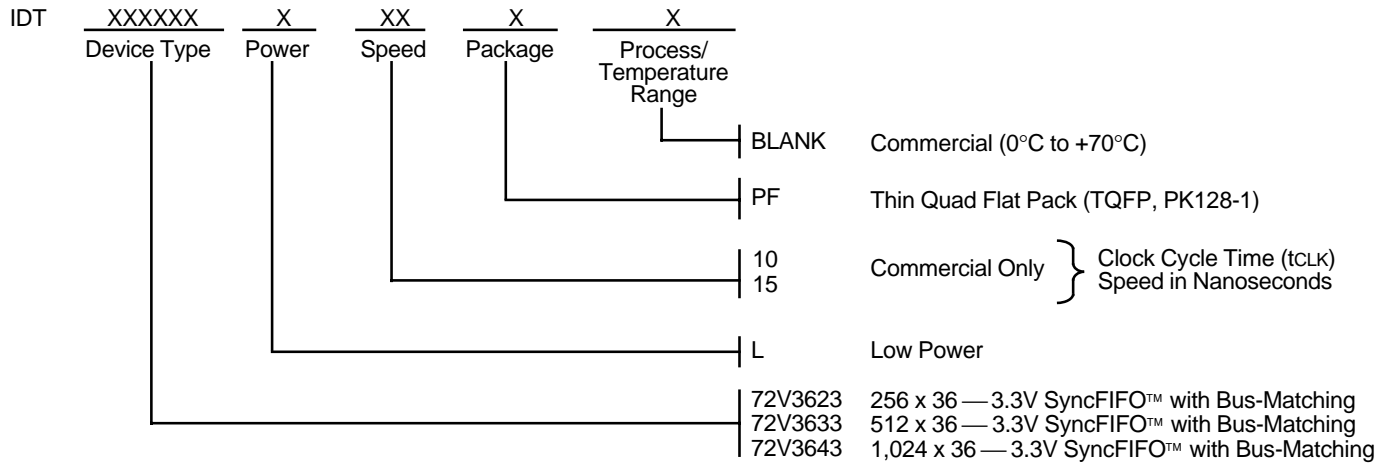 IDT XXXXXX X XX X X
Device Type Power Speed Package Process/
Temperature
Range
BLANK Commercial (0°C to +70°C)
PF Thin Quad Flat Pack (TQFP, PK128-1)
10
15
Commercial Only
Clock Cycle Time (tCLK)
Speed in Nanoseconds
L Low Power
72V3623 256 x 36 — 3.3V SyncFIFO™ with Bus-Matching
72V3633 512 x 36 — 3.3V SyncFIFO™ with Bus-Matching
72V3643 1,024 x 36 — 3.3V SyncFIFO™ with Bus-Matching